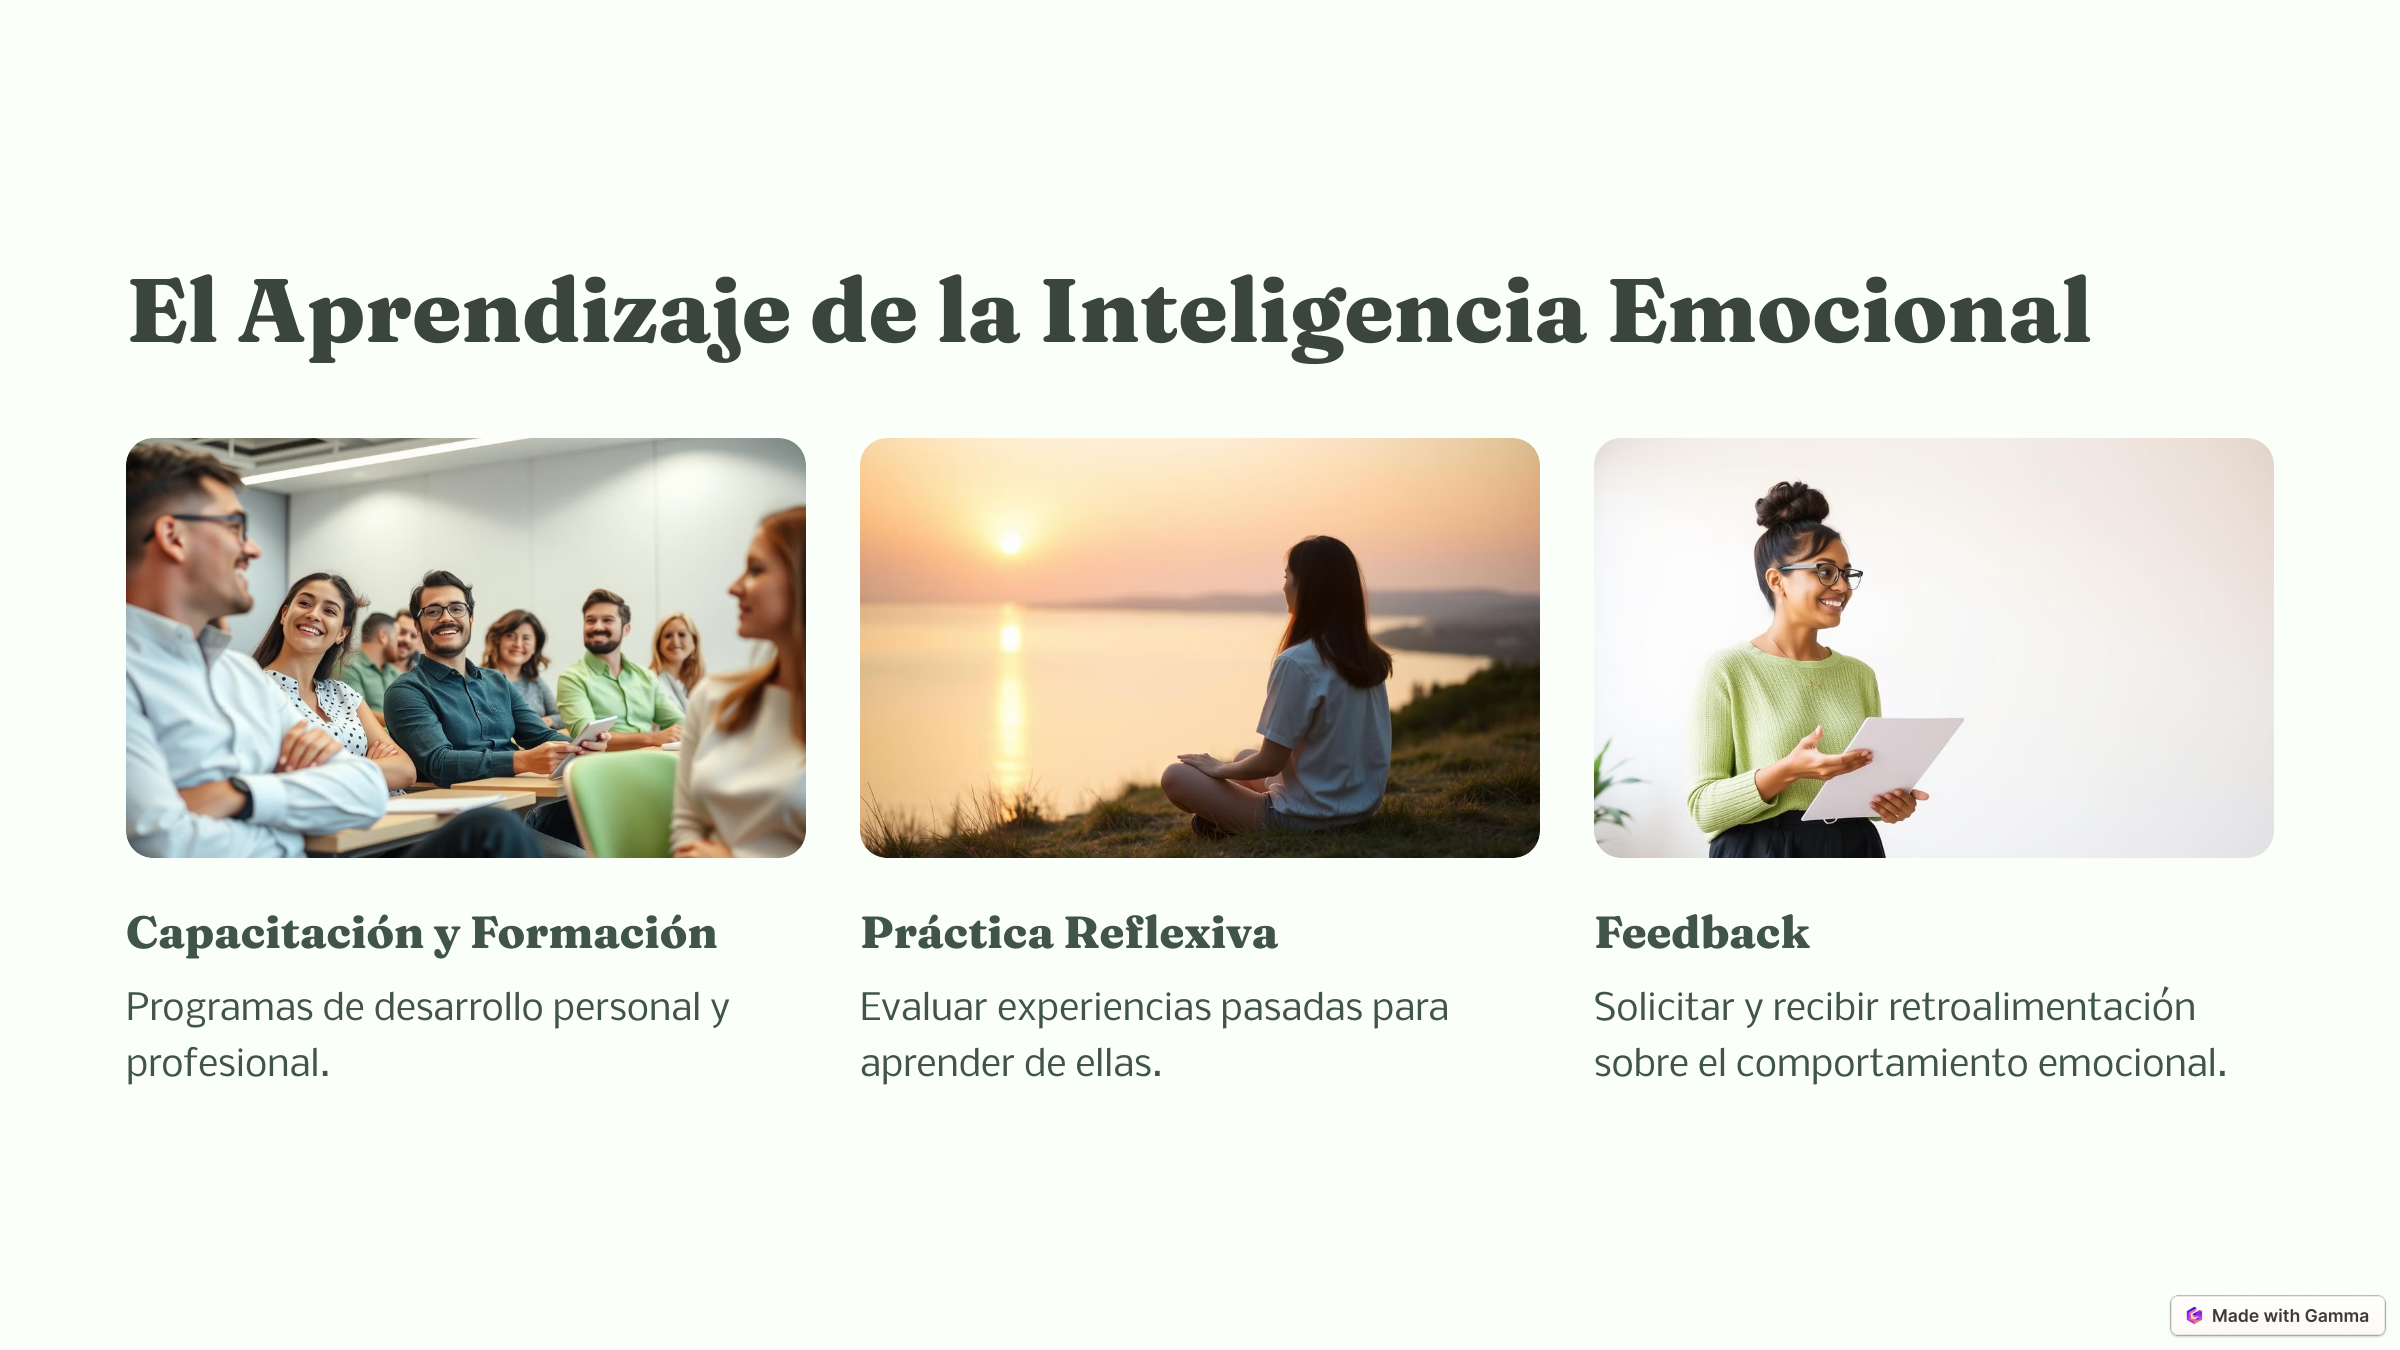 El Aprendizaje de la Inteligencia Emocional
Capacitación y Formación
Programas de desarrollo personal y
profesional.
Práctica Reflexiva
Evaluar experiencias pasadas para
aprender de ellas.
Feedback
Solicitar y recibir retroalimentación
sobre el comportamiento emocional.
Made with Gamma